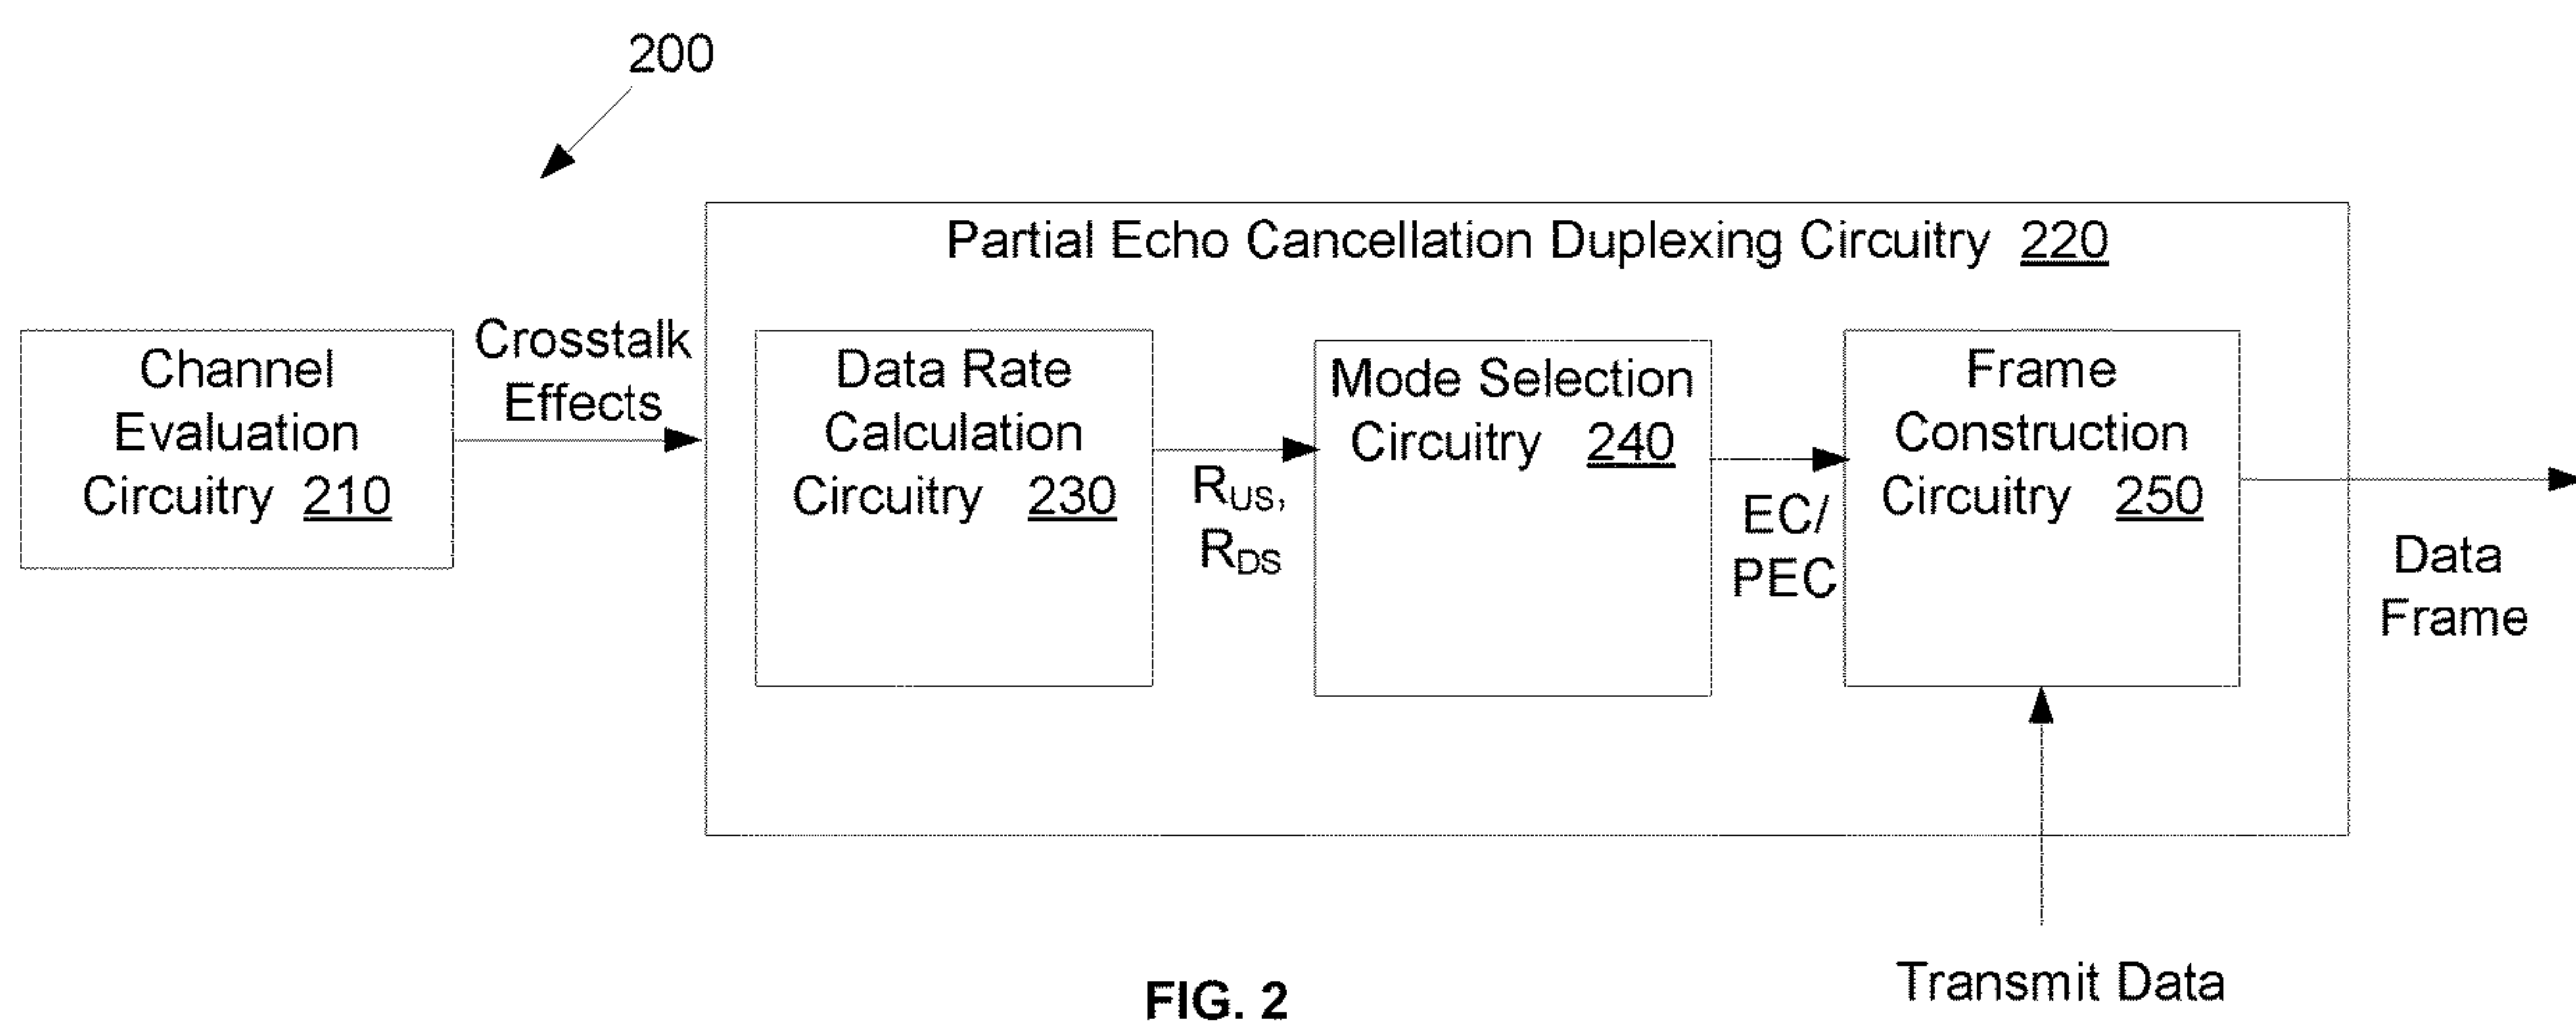 200
Partial Echo Cancellation Duplexing Circuitry 220
Channel
Evaluation
Circuitry 210
Crosstalk
Effects
Data Rate
Calculation
Circuitry 230
RUS,
RDS
Mode Selection
Circuitry 240
EC/
PEC
Frame
Construction
Circuitry 250
Data
Frame
Transmit Data
FIG. 2